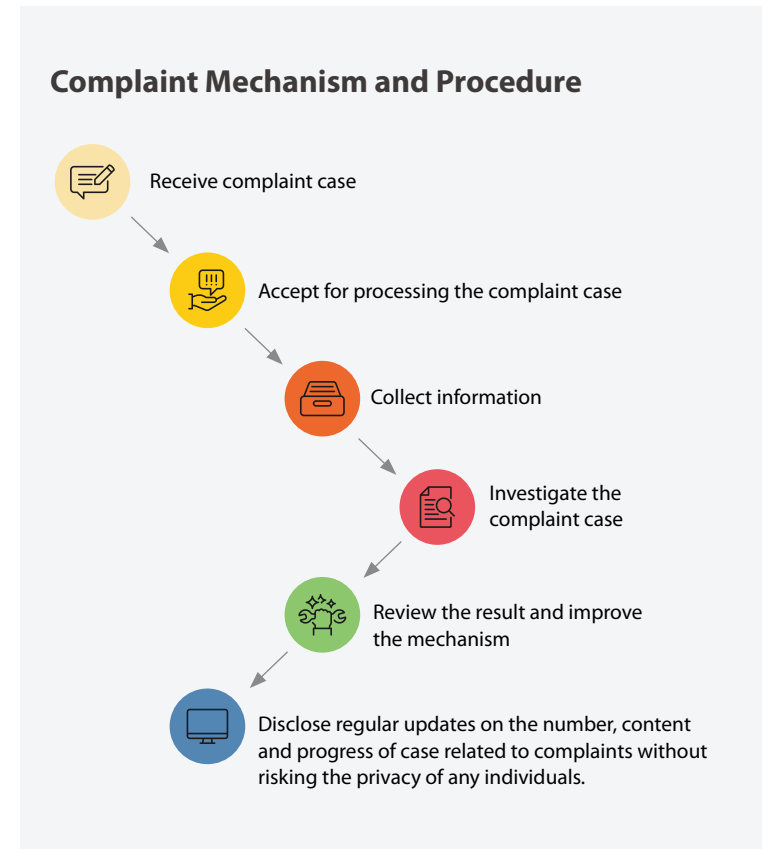 Complaint Mechanism and Procedure
Receive complaint case
Accept for processing the complaint case
Collect information
Investigate the
complaint case
Review the result and improve
the mechanism
Disclose regular updates on the number, content
and progress of case related to complaints without
risking the privacy of any individuals.